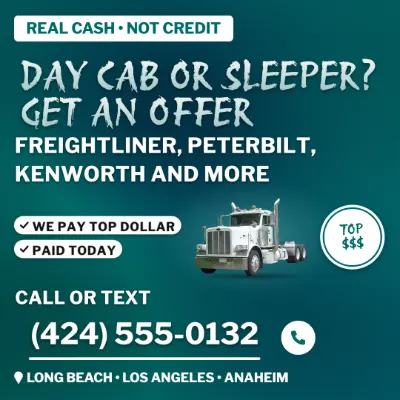 REAL CASH • NOT CREDIT
DAY CAB OR SLEEPER?
GET AN OFFER
FREIGHTLINER, PETERBILT,
KENWORTH AND MORE
WE PAY TOP DOLLAR
PAID TODAY
TOP
$$$
CALL OR TEXT
(424) 555-0132
LONG BEACH • LOS ANGELES • ANAHEIM